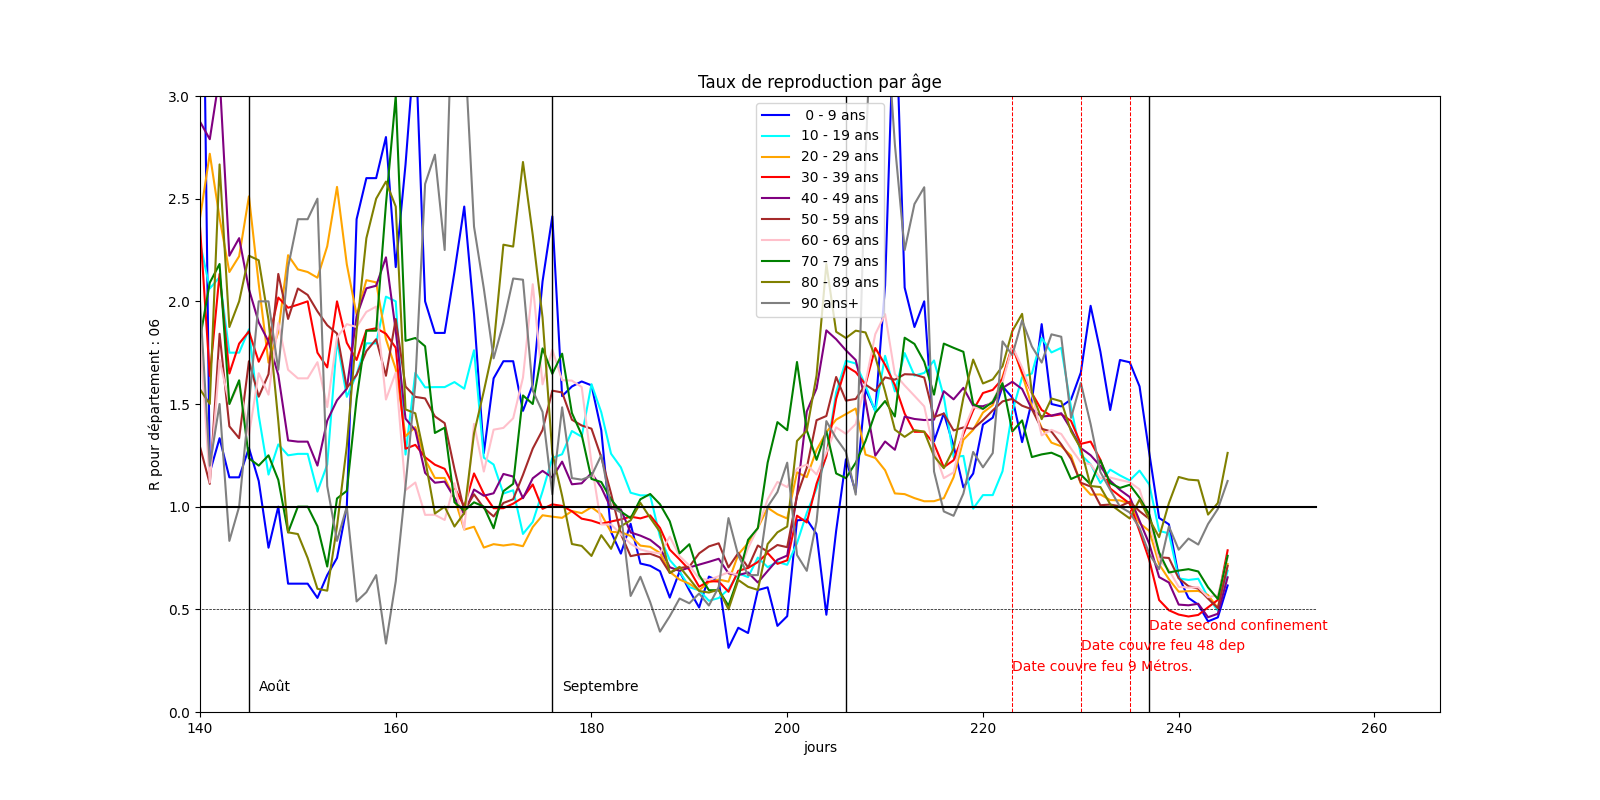 Taux de reproduction par âge
R pour département : 06
3.0
2.5
2.0
1.5
1.0
0.5
0.0
0 - 9 ans
10 - 19 ans
20 - 29 ans
30 - 39 ans
40 - 49 ans
50 - 59 ans
60 - 69 ans
70 - 79 ans
80 - 89 ans
90 ans+
Date second confinement
Date couvre feu 48 dep
Date couvre feu 9 Métros.
Août
Septembre
140
160
180
200
220
240
260
jours